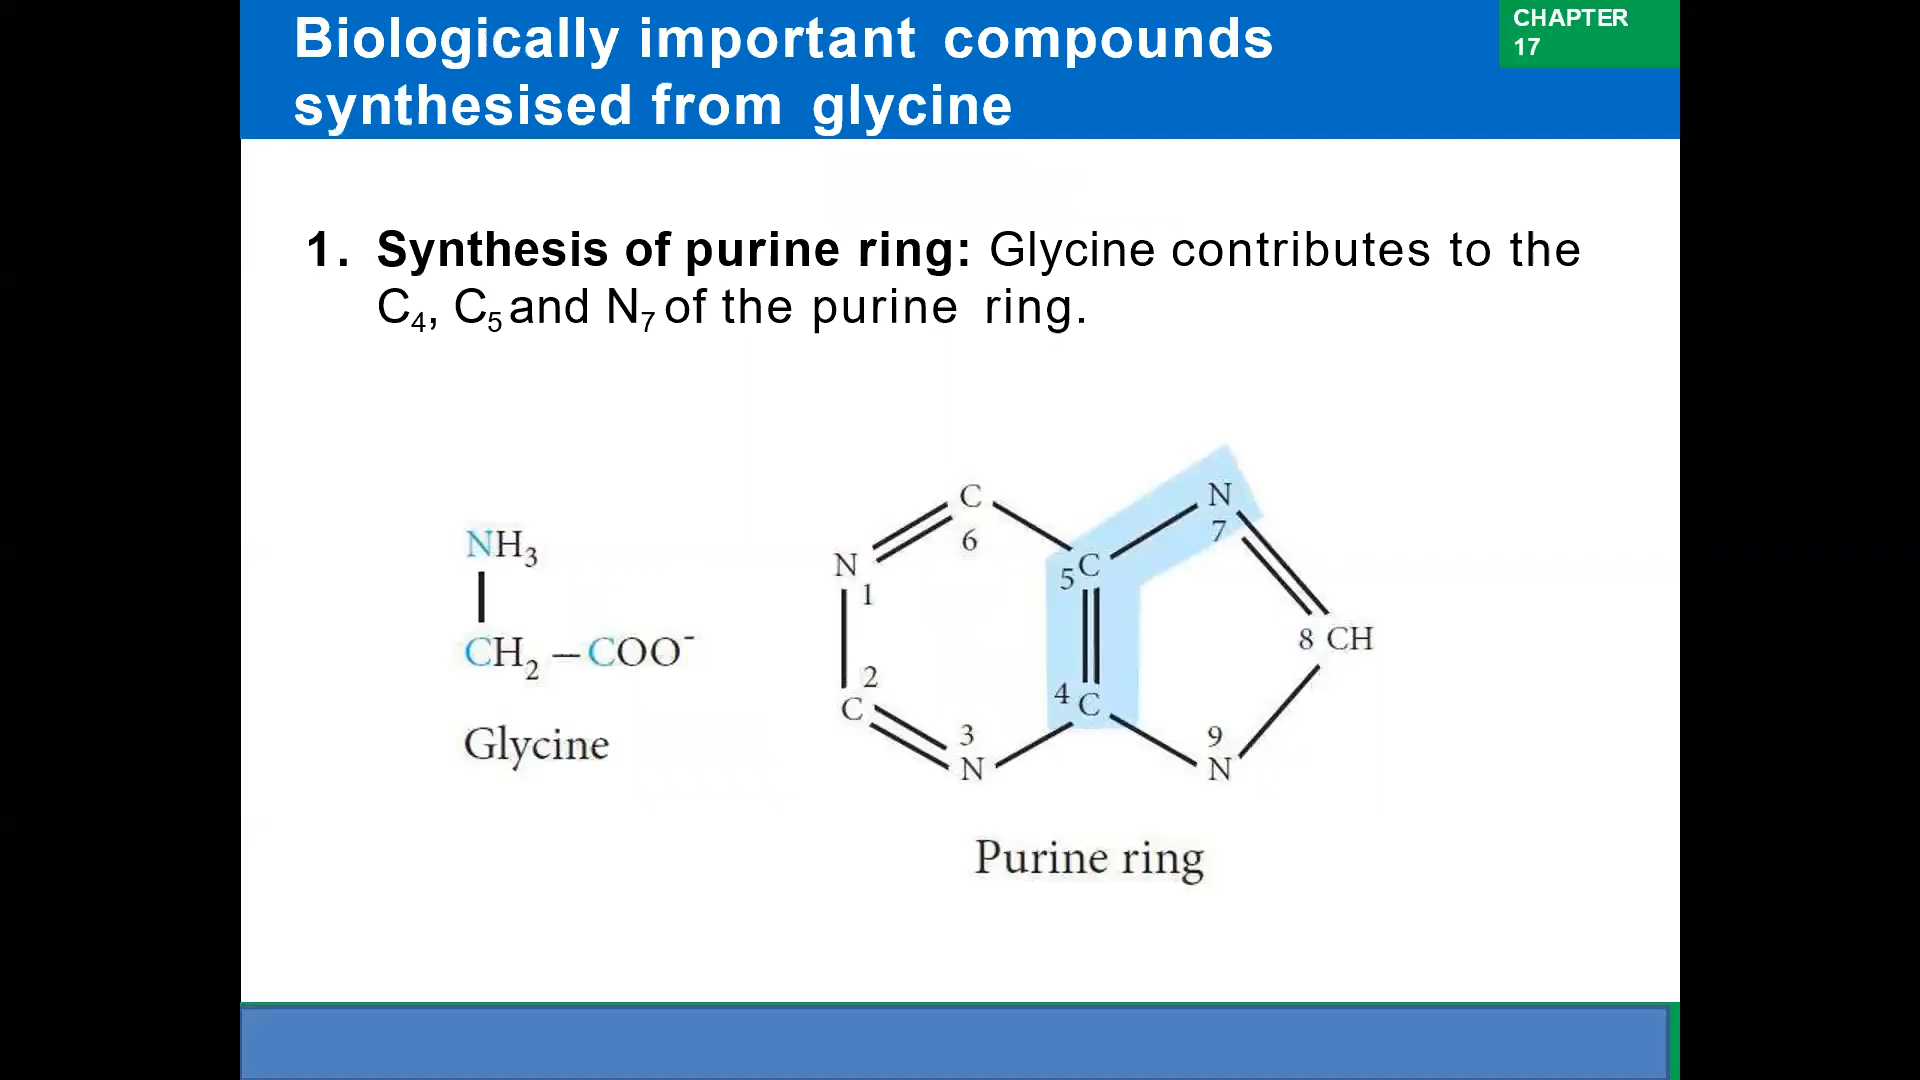 Biologically important compounds
synthesised from glycine
CHAPTER
17
1. Synthesis of purine ring: Glycine contributes to the
C4, C5 and N7 of the purine ring.
NH3
CH2 – COO-
Glycine
C
6
N
1
5 C
N
7
8 CH
2
C
4 C
3
N
9
N
Purine ring